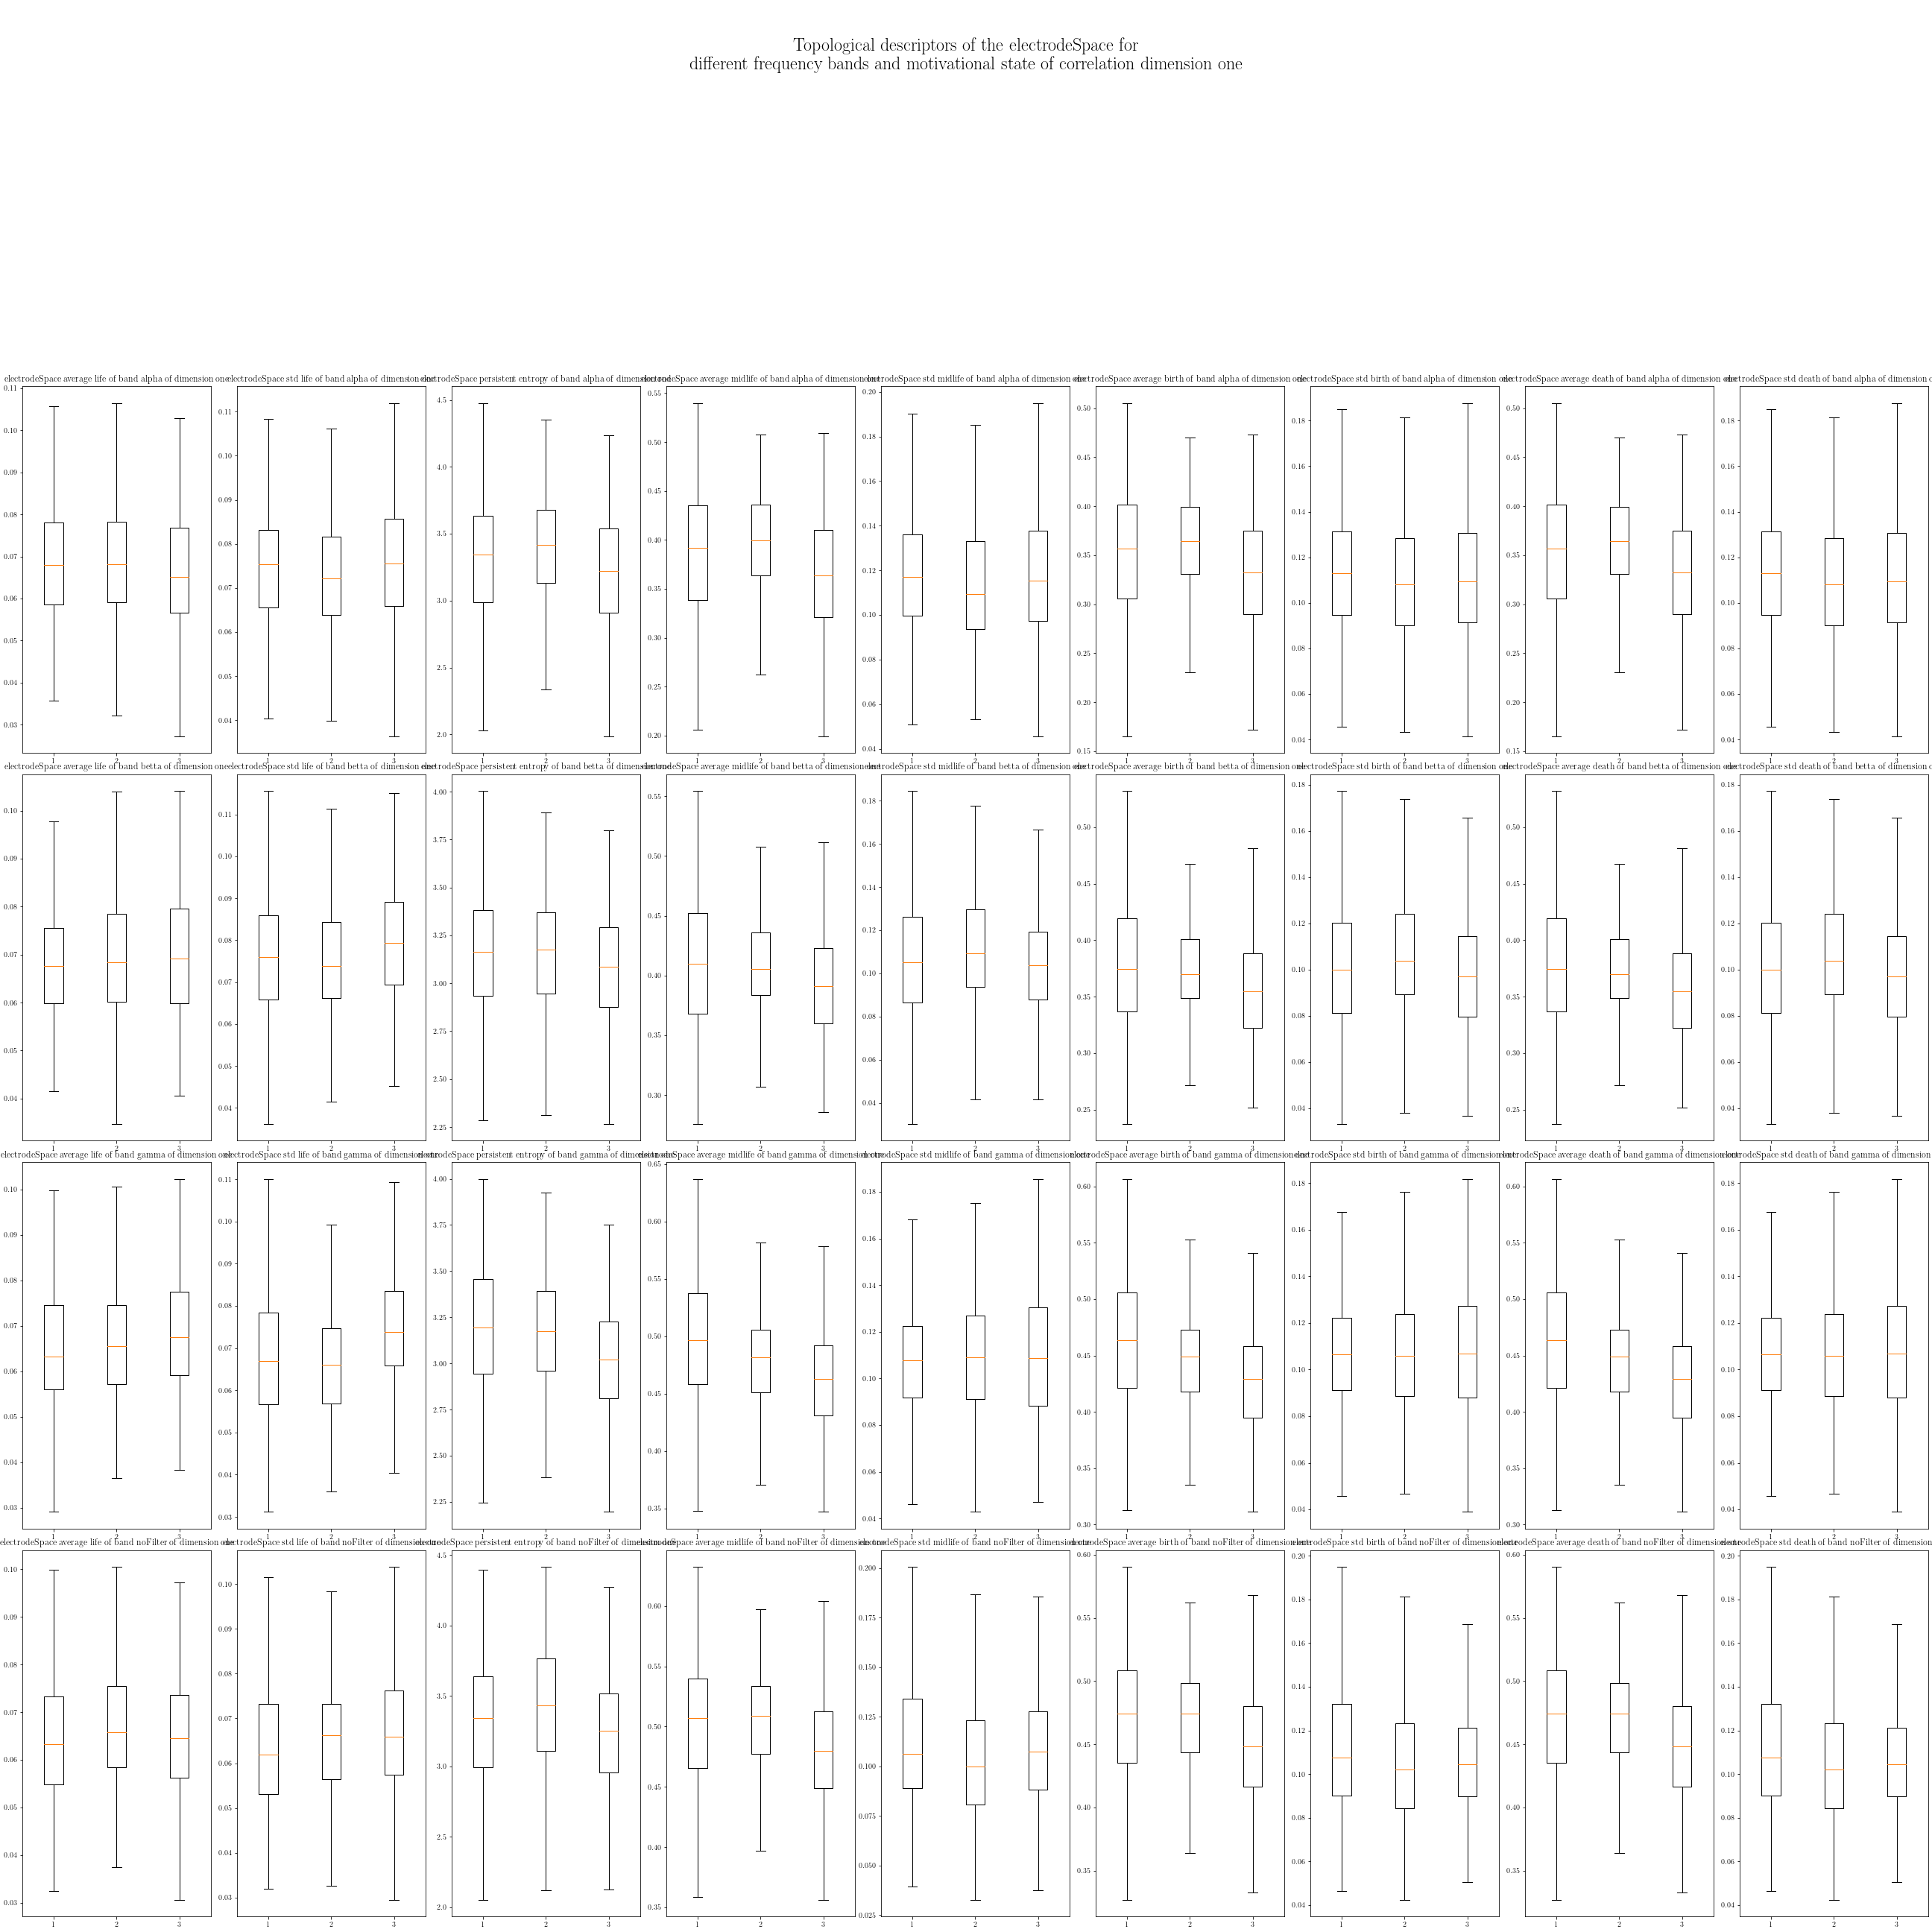 Topological descriptors of the electrodeSpace for
different frequency bands and motivational state of correlation dimension one
electrodeSpace average life of band alpha of dimension one
0.11 0.10 0.09 0.08 0.07 0.06 0.05 0.04 0.03
1 2 3
electrodeSpace std life of band alpha of dimension one
0.11 0.10 0.09 0.08 0.07 0.06 0.05 0.04
1 2 3
electrodeSpace persistent entropy of band alpha of dimension one
4.5 4.0 3.5 3.0 2.5 2.0
1 2 3
electrodeSpace average midlife of band alpha of dimension one
0.55 0.50 0.45 0.40 0.35 0.30 0.25 0.20
1 2 3
electrodeSpace std midlife of band alpha of dimension one
0.20 0.18 0.16 0.14 0.12 0.10 0.08 0.06 0.04
1 2 3
electrodeSpace average birth of band alpha of dimension one
0.50 0.45 0.40 0.35 0.30 0.25 0.20 0.15
1 2 3
electrodeSpace std birth of band alpha of dimension one
0.18 0.16 0.14 0.12 0.10 0.08 0.06 0.04
1 2 3
electrodeSpace average death of band alpha of dimension one
0.50 0.45 0.40 0.35 0.30 0.25 0.20 0.15
1 2 3
electrodeSpace std death of band alpha of dimension
0.18 0.16 0.14 0.12 0.10 0.08 0.06 0.04
1 2 3
electrodeSpace average life of band betta of dimension one
0.10 0.09 0.08 0.07 0.06 0.05 0.04
1 2 3
electrodeSpace std life of band betta of dimension one
0.11 0.10 0.09 0.08 0.07 0.06 0.05 0.04
1 2 3
electrodeSpace persistent entropy of band betta of dimension one
4.00 3.75 3.50 3.25 3.00 2.75 2.50 2.25
1 2 3
electrodeSpace average midlife of band betta of dimension one
0.55 0.50 0.45 0.40 0.35 0.30
1 2 3
electrodeSpace std midlife of band betta of dimension one
0.18 0.16 0.14 0.12 0.10 0.08 0.06 0.04
1 2 3
electrodeSpace average birth of band betta of dimension one
0.50 0.45 0.40 0.35 0.30 0.25
1 2 3
electrodeSpace std birth of band betta of dimension one
0.18 0.16 0.14 0.12 0.10 0.08 0.06 0.04
1 2 3
electrodeSpace average death of band betta of dimension one
0.50 0.45 0.40 0.35 0.30 0.25
1 2 3
electrodeSpace std death of band betta of dimension
0.18 0.16 0.14 0.12 0.10 0.08 0.06 0.04
1 2 3
electrodeSpace average life of band gamma of dimension one
0.10 0.09 0.08 0.07 0.06 0.05 0.04 0.03
1 2 3
electrodeSpace std life of band gamma of dimension one
0.11 0.10 0.09 0.08 0.07 0.06 0.05 0.04 0.03
1 2 3
electrodeSpace persistent entropy of band gamma of dimension one
4.00 3.75 3.50 3.25 3.00 2.75 2.50 2.25
1 2 3
electrodeSpace average midlife of band gamma of dimension one
0.65 0.60 0.55 0.50 0.45 0.40 0.35
1 2 3
electrodeSpace std midlife of band gamma of dimension one
0.18 0.16 0.14 0.12 0.10 0.08 0.06 0.04
1 2 3
electrodeSpace average birth of band gamma of dimension one
0.60 0.55 0.50 0.45 0.40 0.35 0.30
1 2 3
electrodeSpace std birth of band gamma of dimension one
0.18 0.16 0.14 0.12 0.10 0.08 0.06 0.04
1 2 3
electrodeSpace average death of band gamma of dimension one
0.60 0.55 0.50 0.45 0.40 0.35 0.30
1 2 3
electrodeSpace std death of band gamma of dimension
0.18 0.16 0.14 0.12 0.10 0.08 0.06 0.04
1 2 3
electrodeSpace average life of band noFilter of dimension one
0.10 0.09 0.08 0.07 0.06 0.05 0.04 0.03
1 2 3
electrodeSpace std life of band noFilter of dimension one
0.10 0.09 0.08 0.07 0.06 0.05 0.04 0.03
1 2 3
electrodeSpace persistent entropy of band noFilter of dimension one
4.5 4.0 3.5 3.0 2.5 2.0
1 2 3
electrodeSpace average midlife of band noFilter of dimension one
0.60 0.55 0.50 0.45 0.40 0.35
1 2 3
electrodeSpace std midlife of band noFilter of dimension one
0.200 0.175 0.150 0.125 0.100 0.075 0.050 0.025
1 2 3
electrodeSpace average birth of band noFilter of dimension one
0.60 0.55 0.50 0.45 0.40 0.35
1 2 3
electrodeSpace std birth of band noFilter of dimension one
0.20 0.18 0.16 0.14 0.12 0.10 0.08 0.06 0.04
1 2 3
electrodeSpace average death of band noFilter of dimension one
0.60 0.55 0.50 0.45 0.40 0.35
1 2 3
electrodeSpace std death of band noFilter of dimension
0.20 0.18 0.16 0.14 0.12 0.10 0.08 0.06 0.04
1 2 3